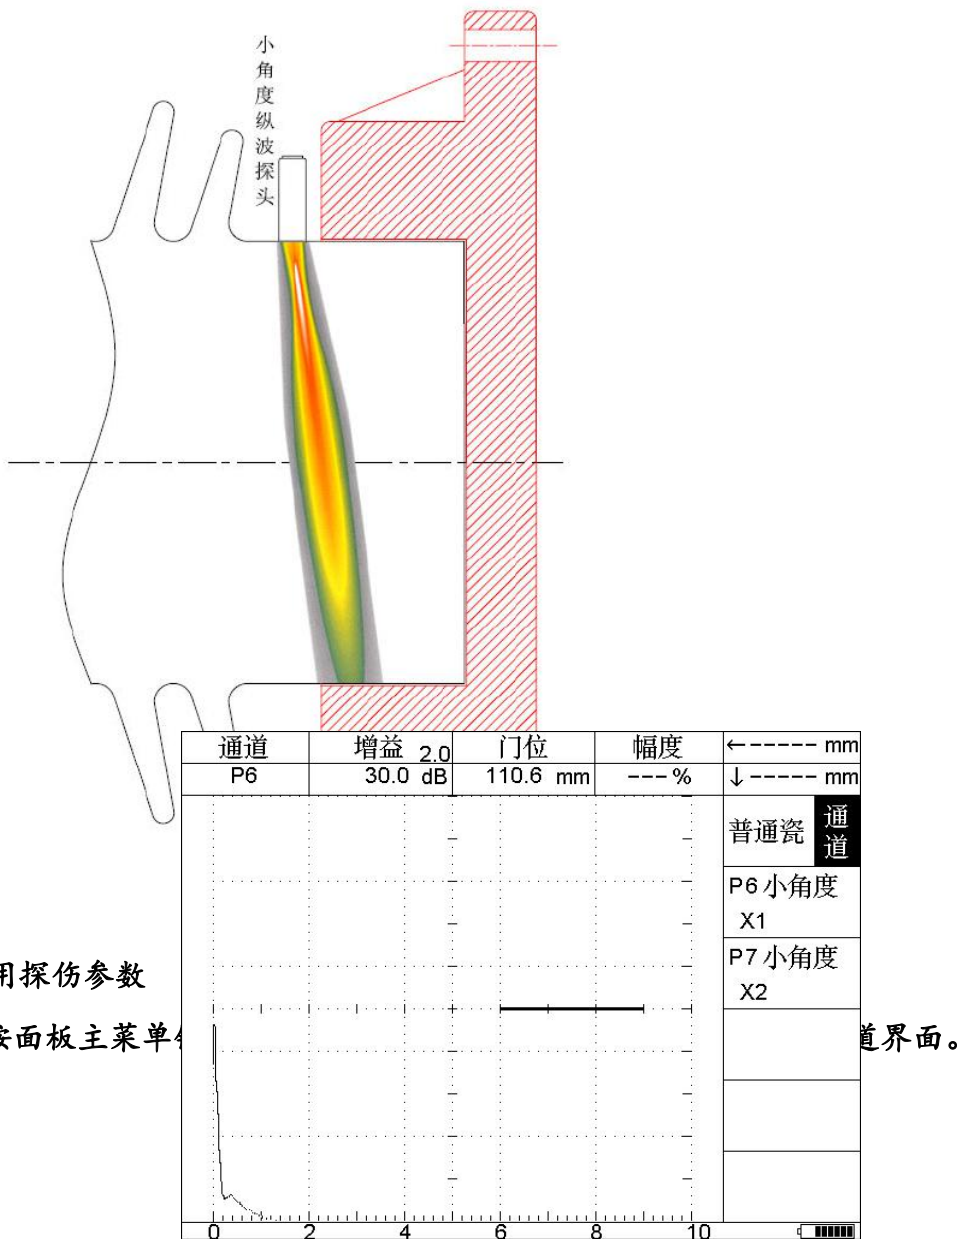 小角度纵波探头
通道 增益 2.0 门位 幅度 ←----- mm
P6 30.0 dB 110.6 mm --- % ↓----- mm
普通瓷 通道
P6 小角度
X1
P7 小角度
X2
用探伤参数
按面板主菜单 道界面。
0 2 4 6 8 10